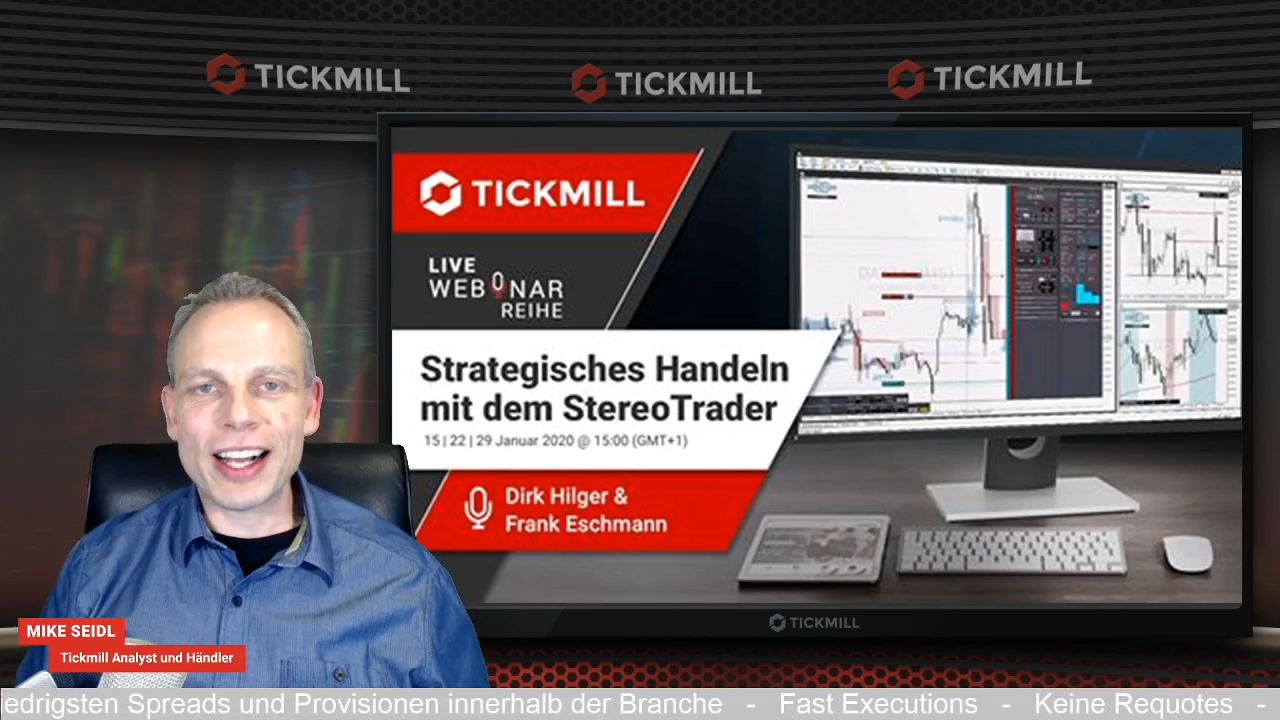 TICKMILL
TICKMILL
TICKMILL
TICKMILL
LIVE
WEBINAR
REIHE
Strategisches Handeln
mit dem StereoTrader
15 | 22 | 29 Januar 2020 @ 15:00 (GMT+1)
Dirk Hilger &
Frank Eschmann
TICKMILL
MIKE SEIDL
Tickmill Analyst und Händler
edrigsten Spreads und Provisionen innerhalb der Branche - Fast Executions - Keine Requotes -